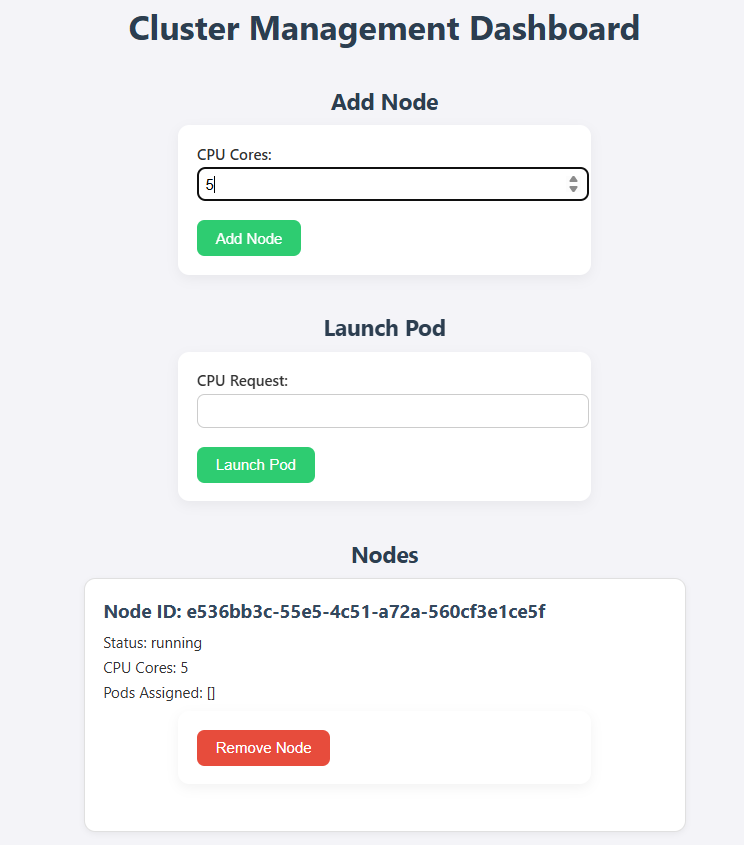 Cluster Management Dashboard
Add Node
CPU Cores:
5
Add Node
Launch Pod
CPU Request:
Launch Pod
Nodes
Node ID: e536bb3c-55e5-4c51-a72a-560cf3e1ce5f
Status: running
CPU Cores: 5
Pods Assigned: []
Remove Node